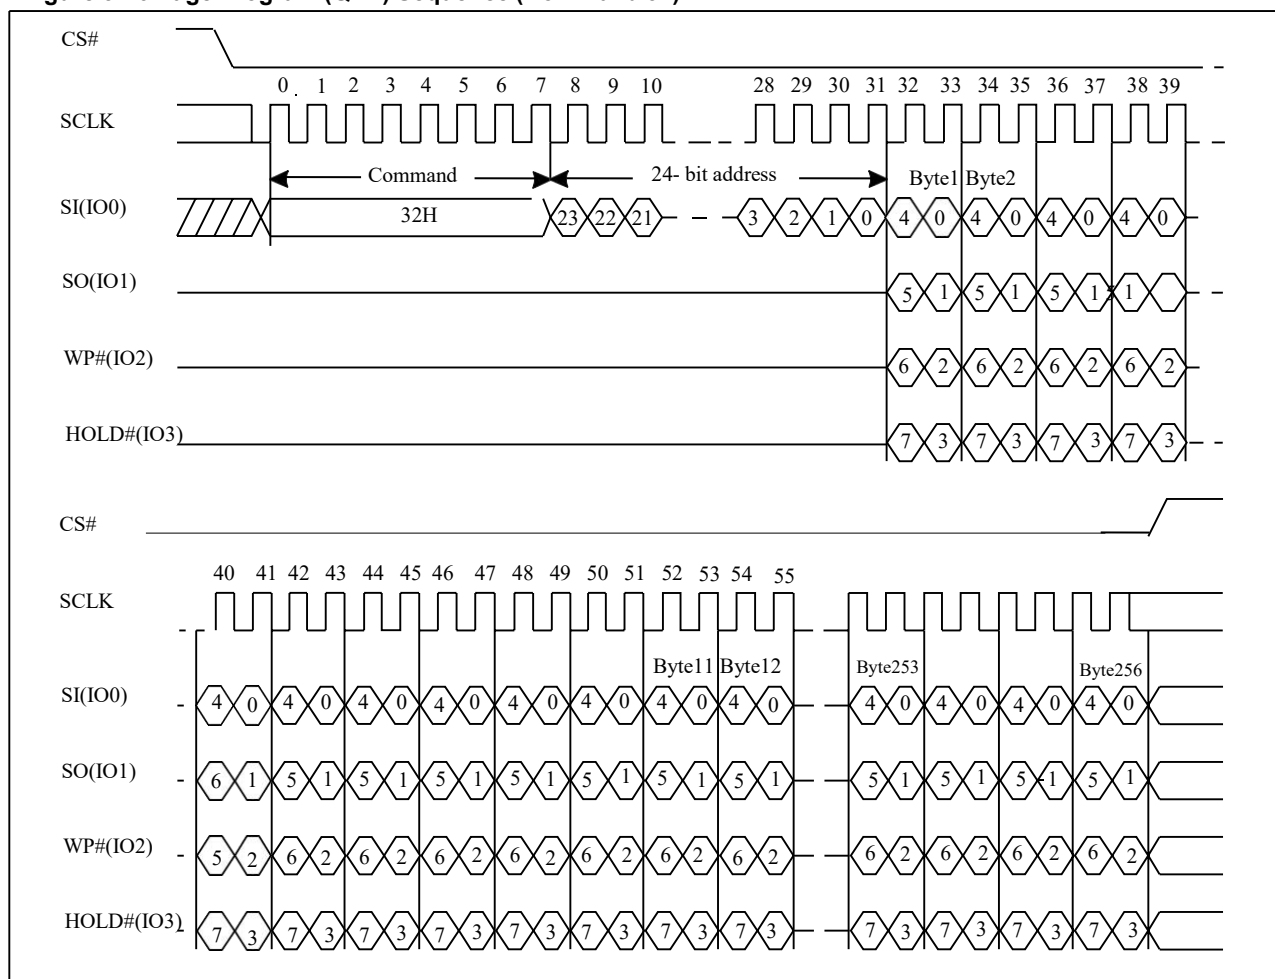 CS#
0 1 2 3 4 5 6 7 8 9 10 28 29 30 31 32 33 34 35 36 37 38 39
SCLK
Command 24- bit address Byte1 Byte2
SI(IO0) 32H 23 22 21 3 2 1 0 4 0 4 0 4 0 4 0
SO(IO1) 5 1 5 1 5 1 1
WP#(IO2) 6 2 6 2 6 2 6 2
HOLD#(IO3) 7 3 7 3 7 3 7 3
CS#
40 41 42 43 44 45 46 47 48 49 50 51 52 53 54 55
SCLK
Byte11 Byte12 Byte253 Byte256
SI(IO0) 4 0 4 0 4 0 4 0 4 0 4 0 4 0 4 0 4 0 4 0 4 0 4 0
SO(IO1) 6 1 5 1 5 1 5 1 5 1 5 1 5 1 5 1 5 1 5 1 5 1 5 1
WP#(IO2) 5 2 6 2 6 2 6 2 6 2 6 2 6 2 6 2 6 2 6 2 6 2 6 2
HOLD#(IO3) 7 3 7 3 7 3 7 3 7 3 7 3 7 3 7 3 7 3 7 3 7 3 7 3